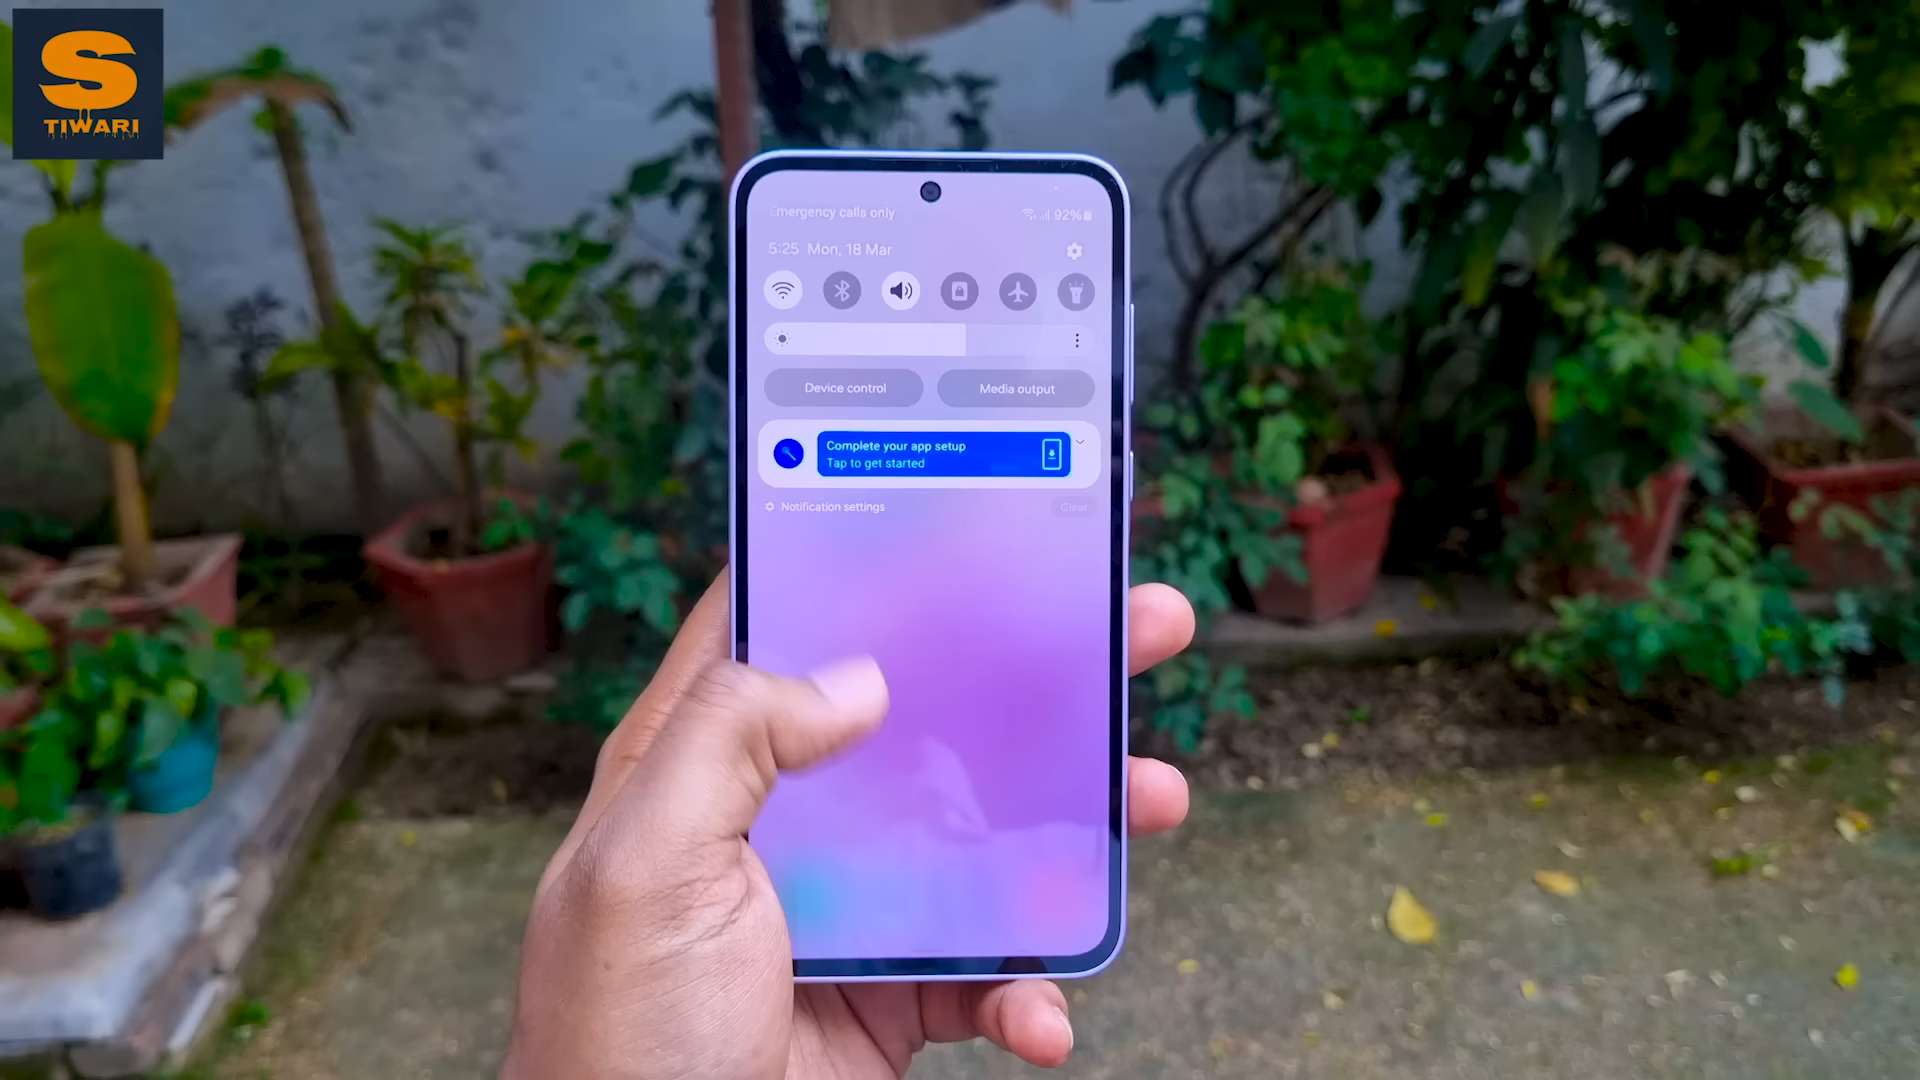 S
TIWARI
Emergency calls only
92%
5:25 Mon, 18 Mar
Device control
Media output
Complete your app setup
Tap to get started
Notification settings
Clear